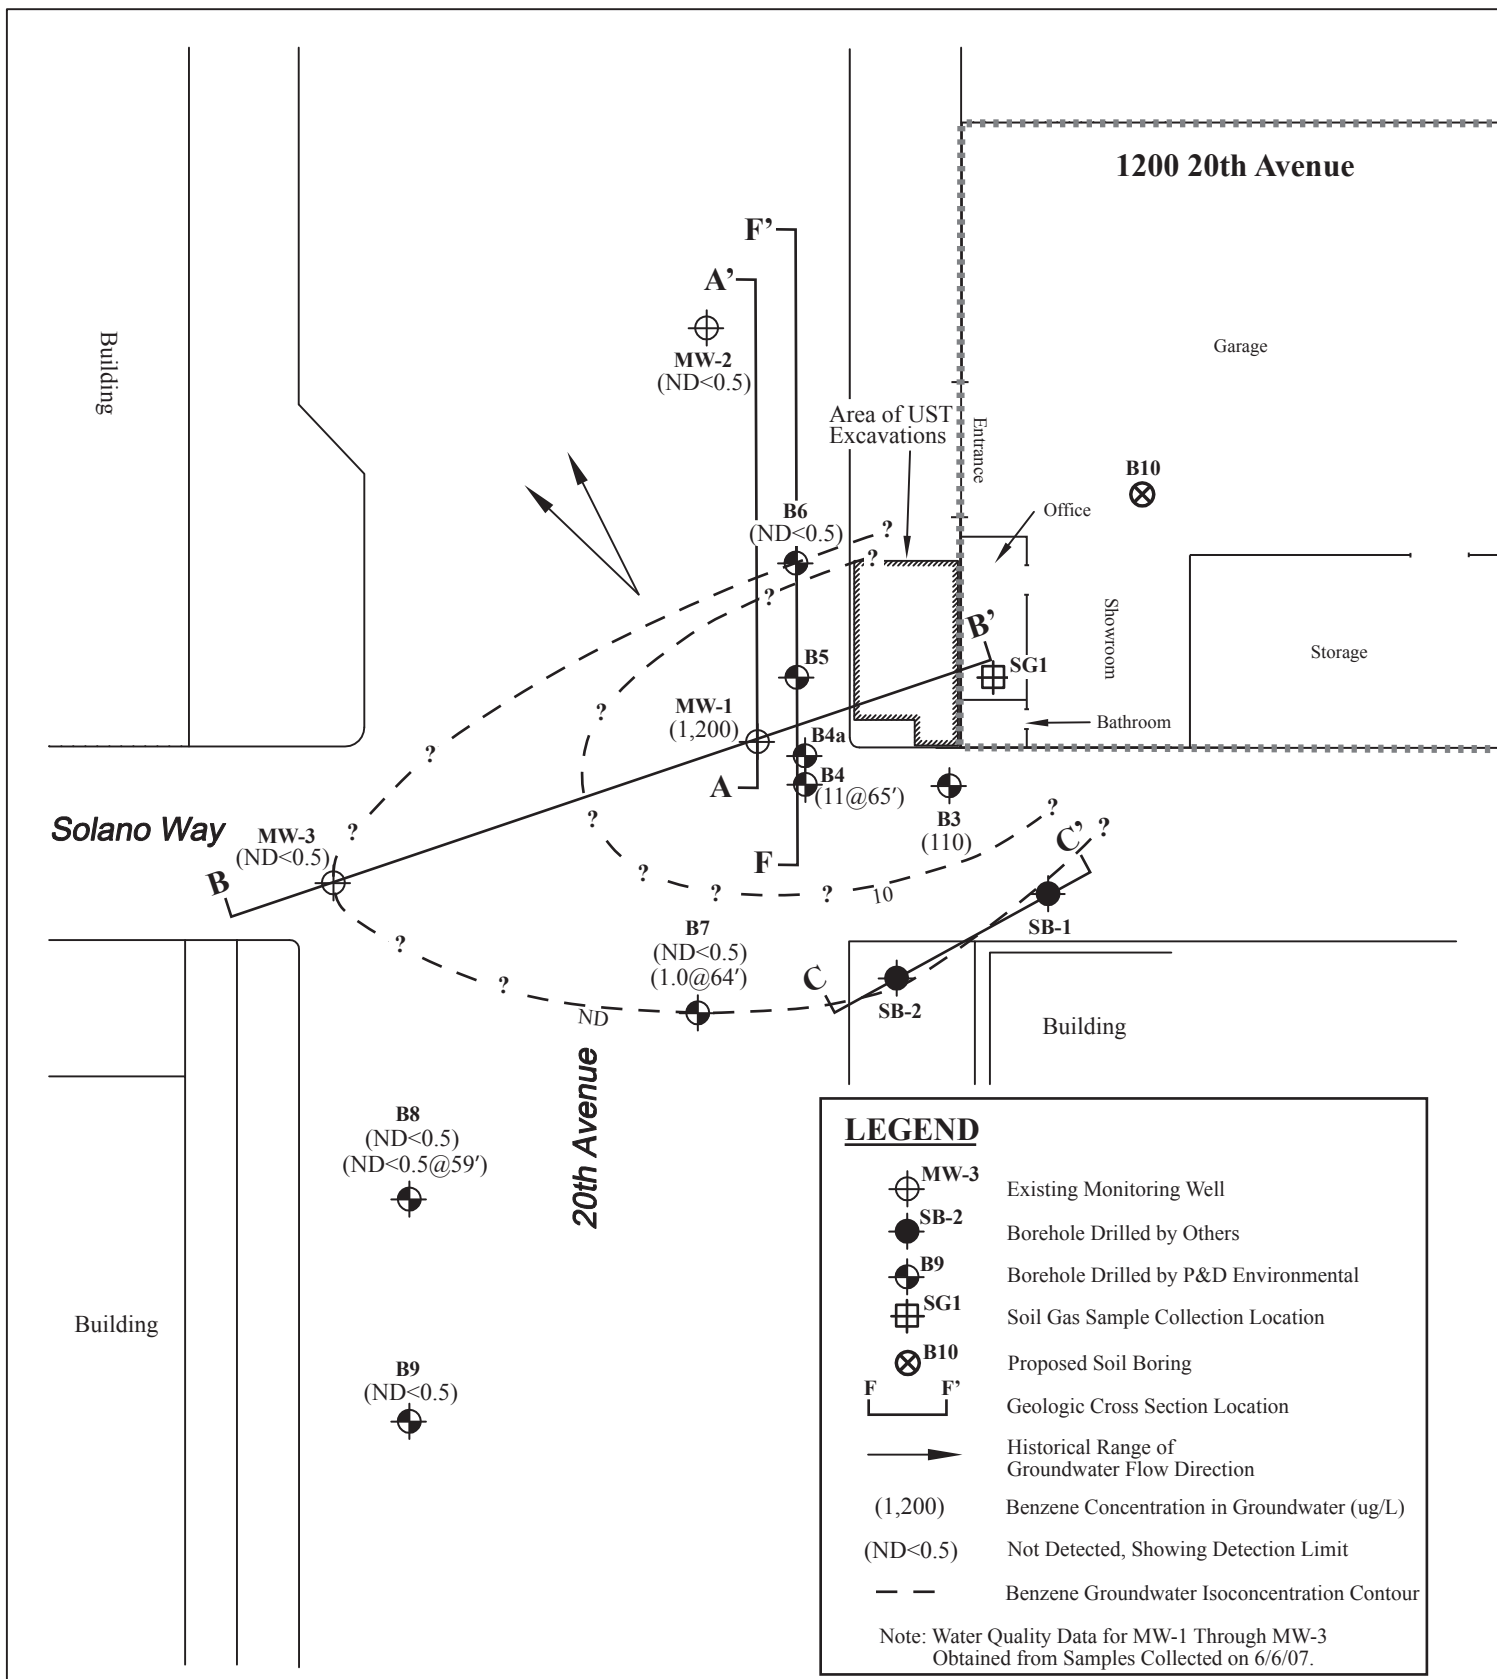 1200 20th Avenue
F’
A’
MW-2
(ND<0.5)
Building
Garage
Area of UST
Excavations
Entrance
B10
Office
B6
(ND<0.5)
?
?
?
Showroom
B’
SG1
Storage
B5
?
MW-1
(1,200)
Bathroom
?
B4a
B4
(11@65′)
A
B3
(110)
?
?
C’
Solano Way
?
?
MW-3
(ND<0.5)
B
F
?
?
?
10
SB-1
B7
(ND<0.5)
(1.0@64′)
?
?
C
SB-2
ND
Building
20th Avenue
B8
(ND<0.5)
(ND<0.5@59′)
Building
B9
(ND<0.5)
LEGEND
MW-3
Existing Monitoring Well
SB-2
Borehole Drilled by Others
B9
Borehole Drilled by P&D Environmental
SG1
Soil Gas Sample Collection Location
B10
Proposed Soil Boring
F F’
Geologic Cross Section Location
Historical Range of
Groundwater Flow Direction
(1,200)
Benzene Concentration in Groundwater (ug/L)
(ND<0.5)
Not Detected, Showing Detection Limit
Benzene Groundwater Isoconcentration Contour
Note: Water Quality Data for MW-1 Through MW-3
Obtained from Samples Collected on 6/6/07.